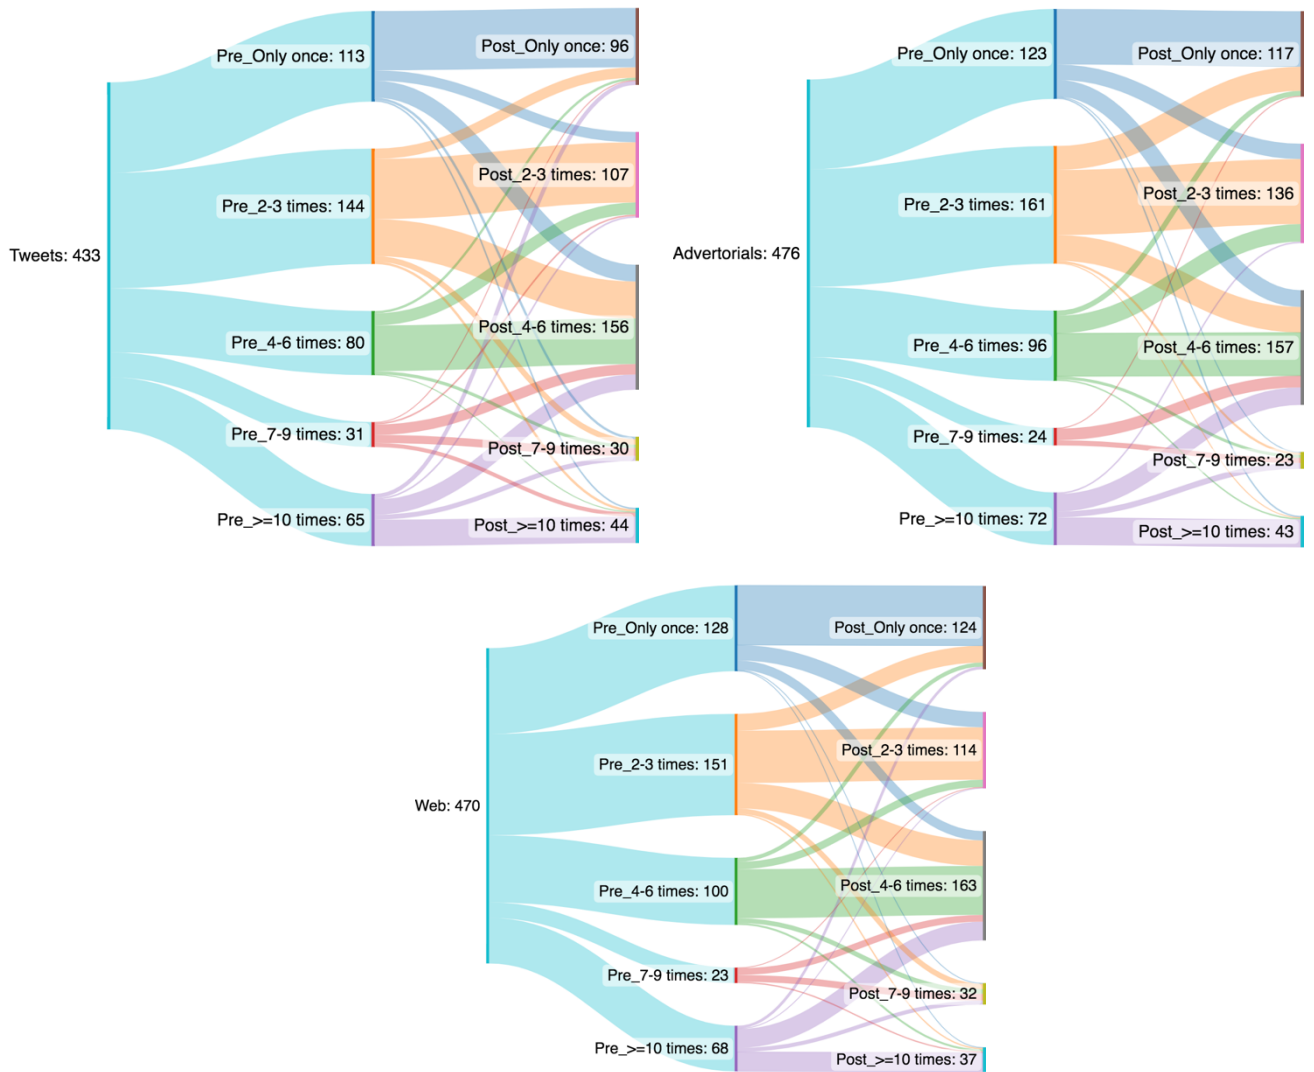 Tweets: 433
Pre_Only once: 113
Pre_2-3 times: 144
Pre_4-6 times: 80
Pre_7-9 times: 31
Pre_>=10 times: 65
Post_Only once: 96
Post_2-3 times: 107
Post_4-6 times: 156
Post_7-9 times: 30
Post_>=10 times: 44
Advertorials: 476
Pre_Only once: 123
Pre_2-3 times: 161
Pre_4-6 times: 96
Pre_7-9 times: 24
Pre_>=10 times: 72
Post_Only once: 117
Post_2-3 times: 136
Post_4-6 times: 157
Post_7-9 times: 23
Post_>=10 times: 43
Web: 470
Pre_Only once: 128
Pre_2-3 times: 151
Pre_4-6 times: 100
Pre_7-9 times: 23
Pre_>=10 times: 68
Post_Only once: 124
Post_2-3 times: 114
Post_4-6 times: 163
Post_7-9 times: 32
Post_>=10 times: 37